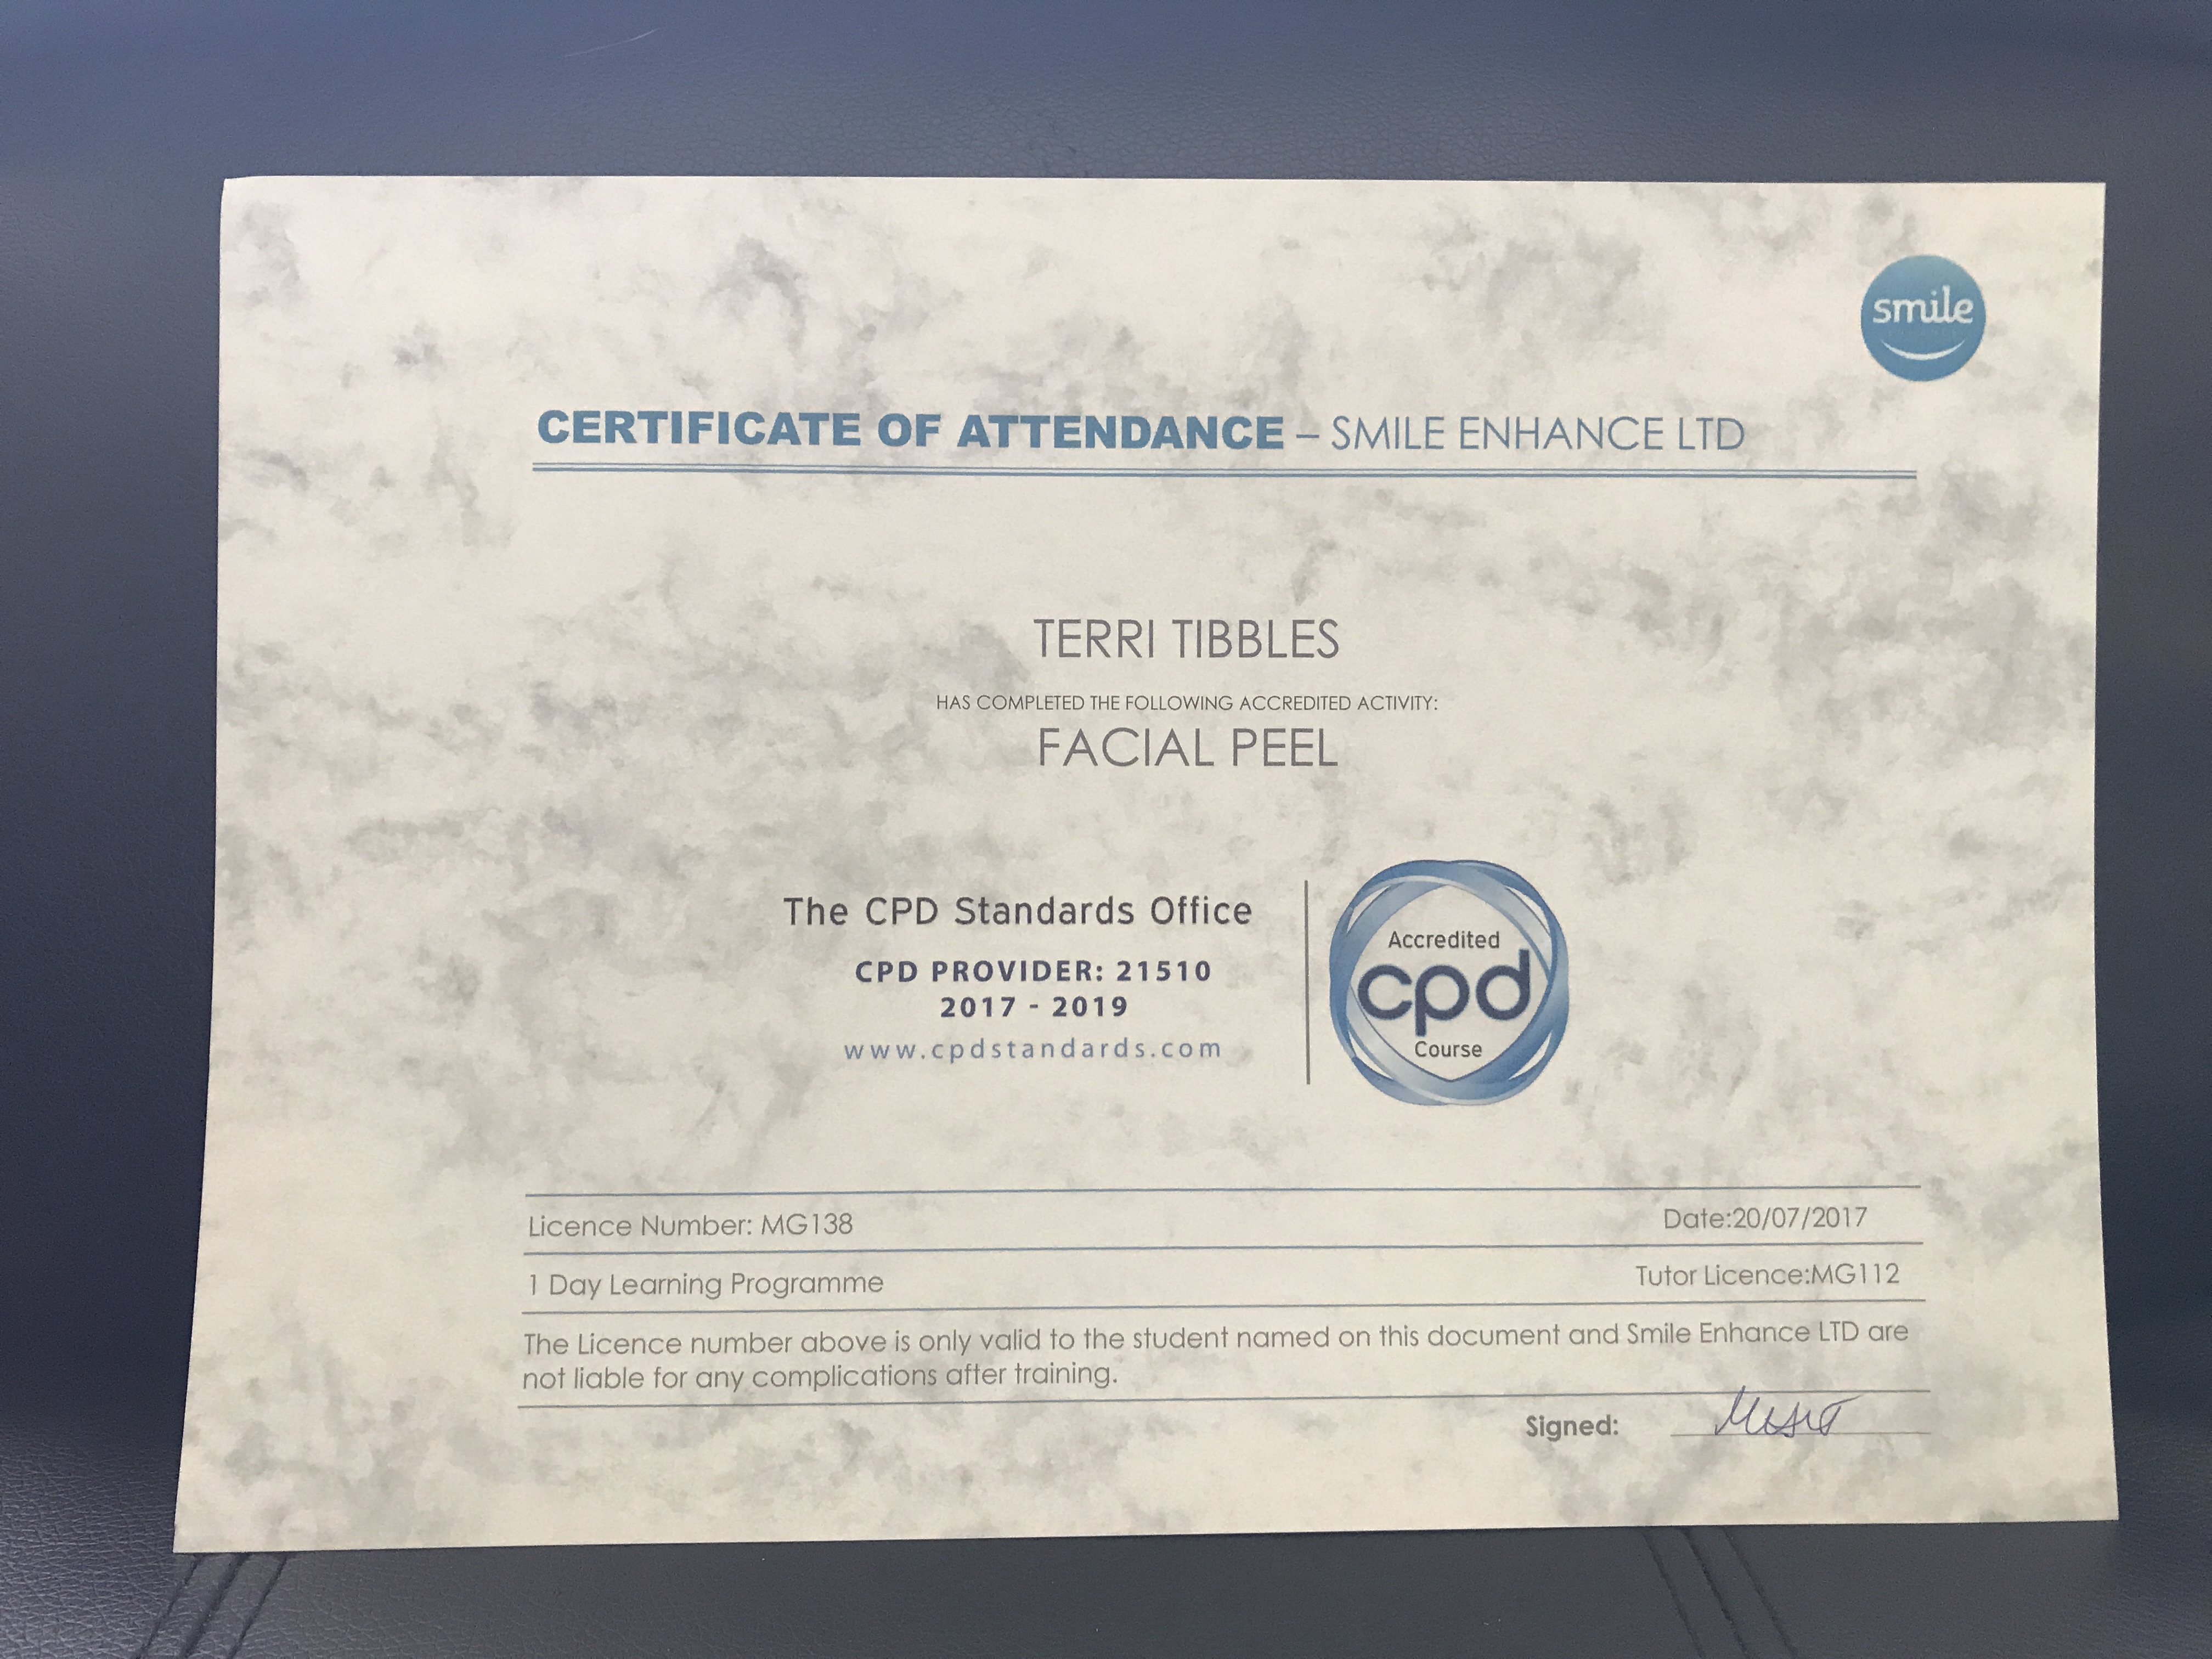 smile
CERTIFICATE OF ATTENDANCE – SMILE ENHANCE LTD
TERRI TIBBLES
HAS COMPLETED THE FOLLOWING ACCREDITED ACTIVITY:
FACIAL PEEL
The CPD Standards Office
CPD PROVIDER: 21510
2017 - 2019
www.cpdstandards.com
Accredited
cpd
Course
Licence Number: MG138
Date:20/07/2017
1 Day Learning Programme
Tutor Licence:MG112
The Licence number above is only valid to the student named on this document and Smile Enhance LTD are
not liable for any complications after training.
Signed: